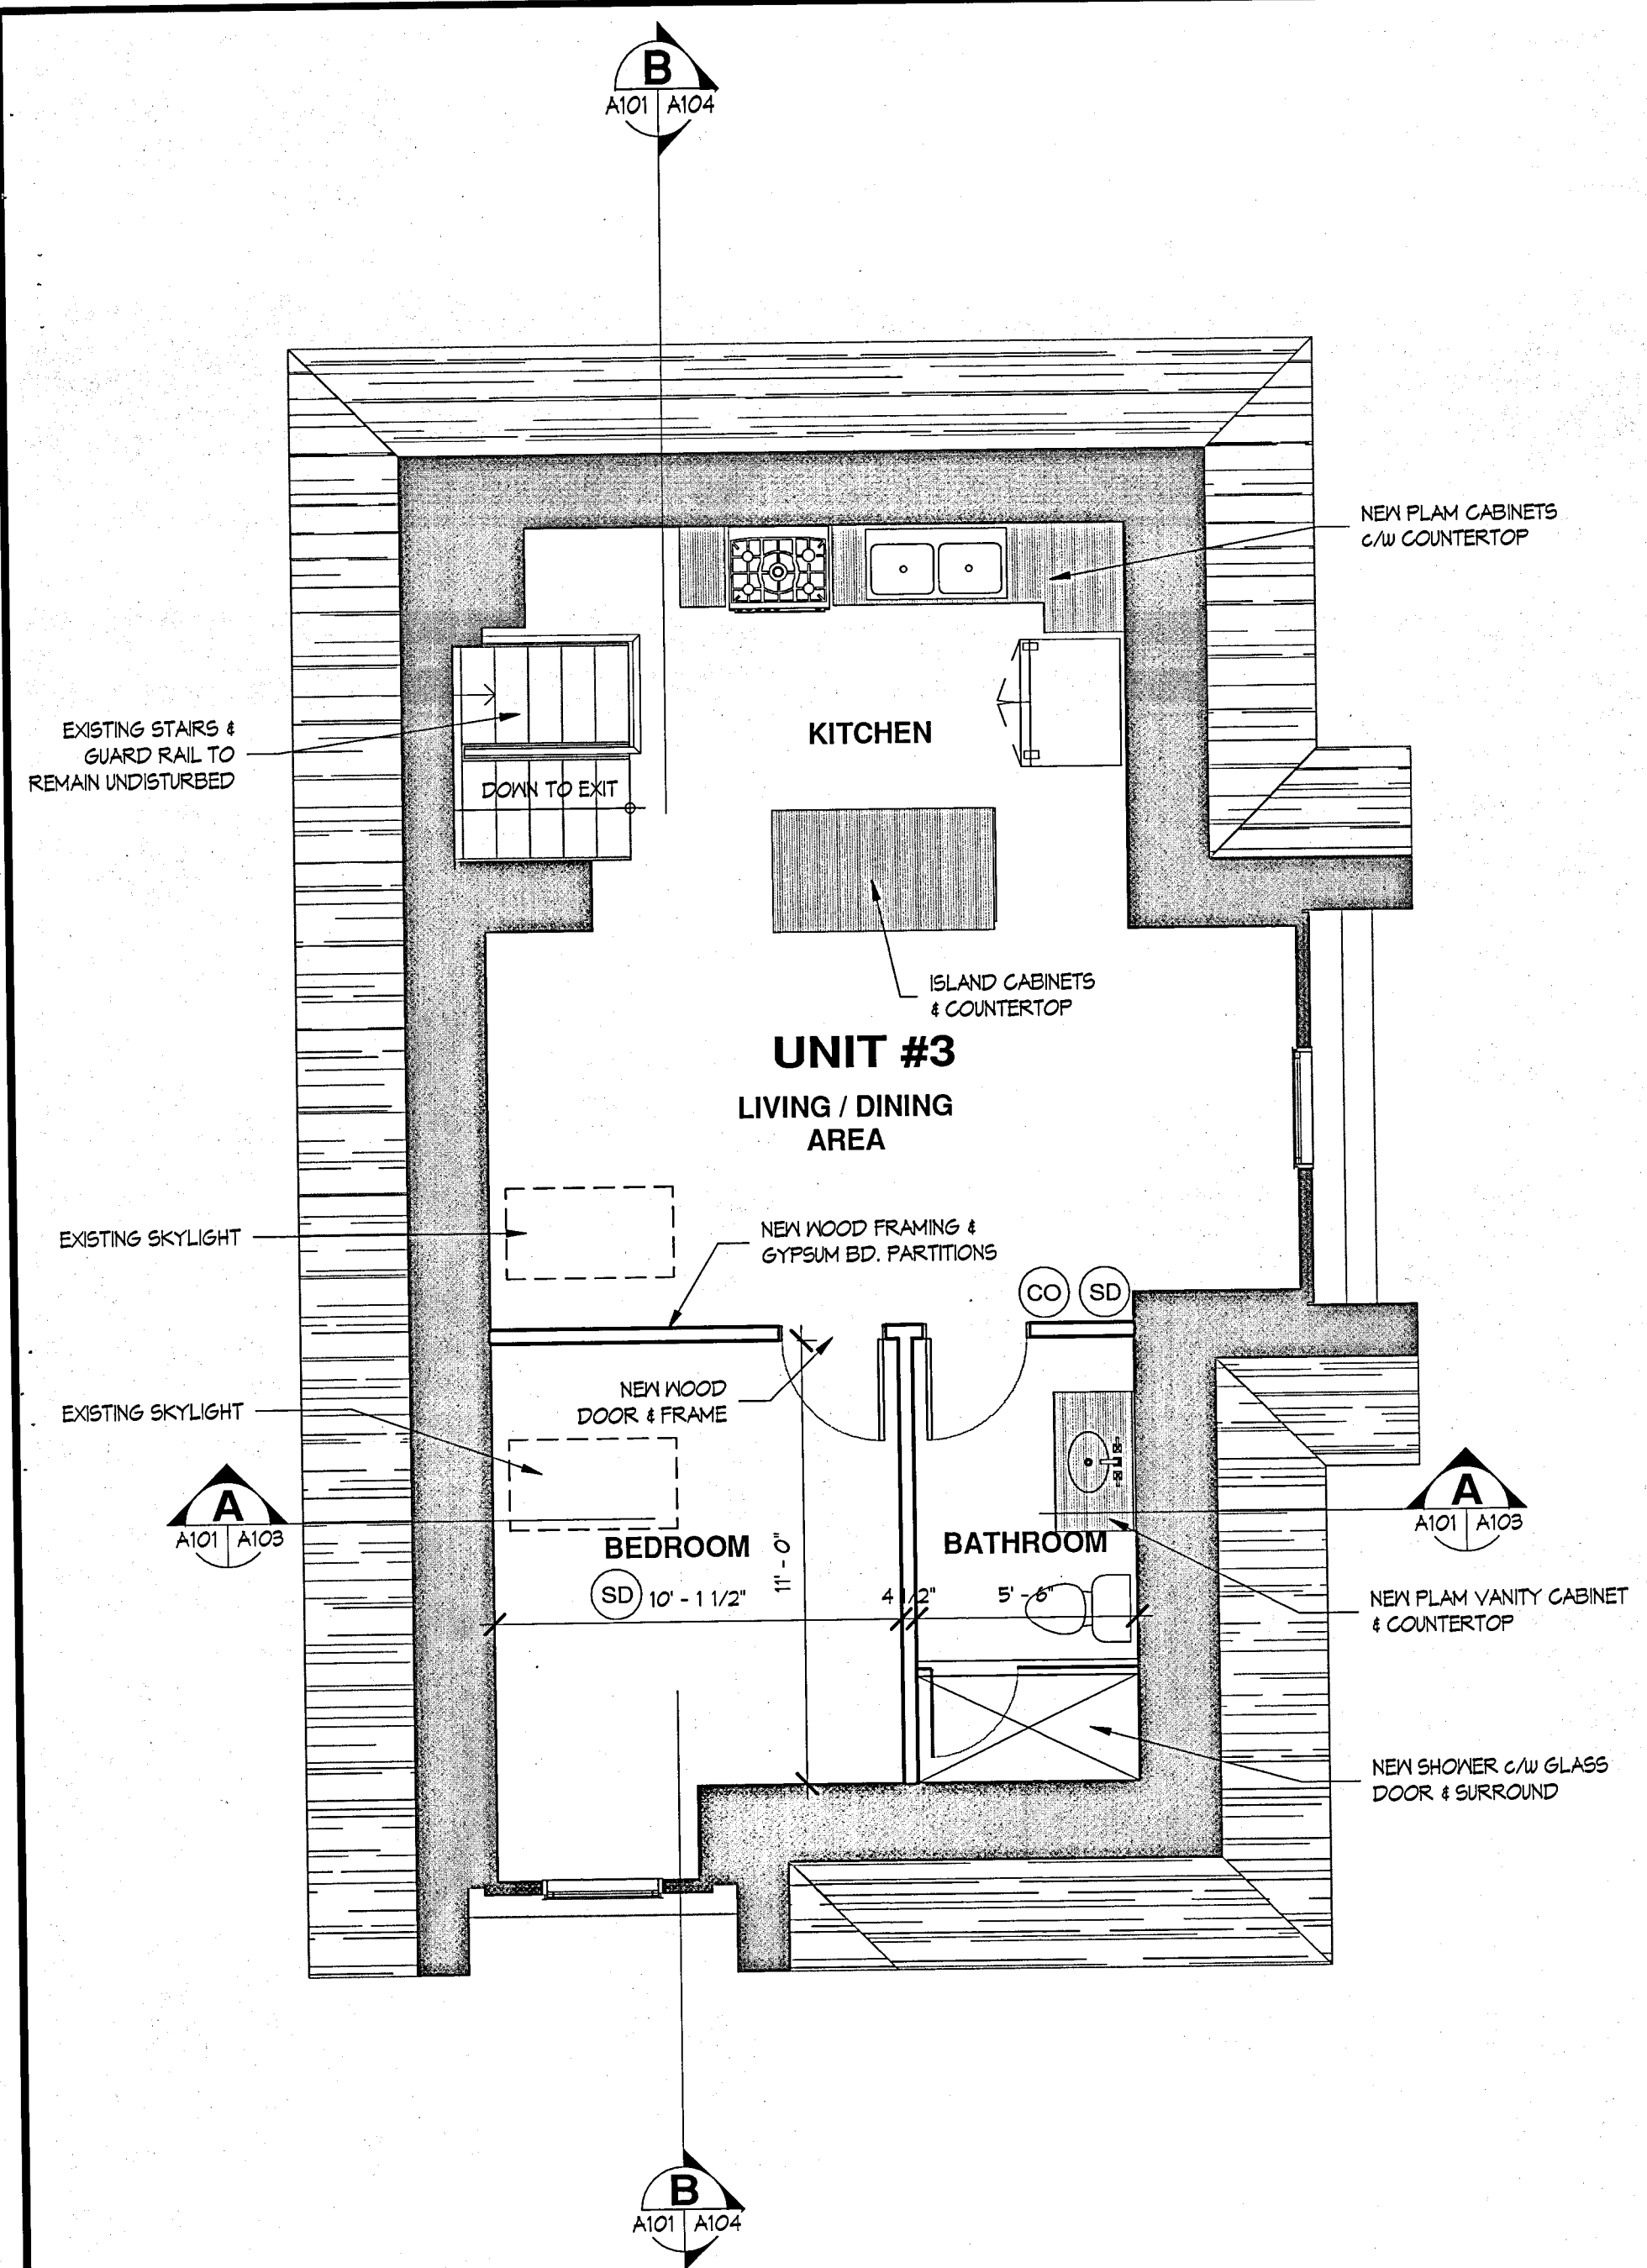 B
A101 A104
NEW PLAM CABINETS
c/w COUNTERTOP
EXISTING STAIRS &
GUARD RAIL TO
REMAIN UNDISTURBED
KITCHEN
DOWN TO EXIT
ISLAND CABINETS
& COUNTERTOP
UNIT #3
LIVING / DINING
AREA
EXISTING SKYLIGHT
NEW WOOD FRAMING &
GYPSUM BD. PARTITIONS
CO SD
NEW WOOD
DOOR & FRAME
EXISTING SKYLIGHT
A
A101 A103
A
A101 A103
BEDROOM
BATHROOM
11' - 0"
SD 10' - 1 1/2"
4 1/2"
5' - 6"
NEW PLAM VANITY CABINET
& COUNTERTOP
NEW SHOWER c/w GLASS
DOOR & SURROUND
B
A101 A104